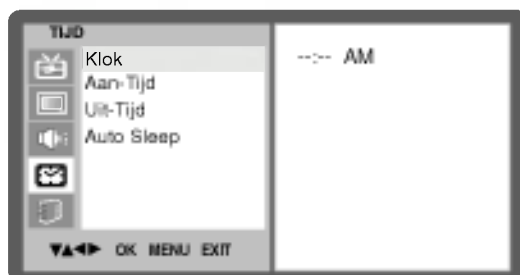 TIJD
Klok
Aan-Tijd
Uit-Tijd
Auto Sleep
--:-- AM
▼▲◀▶ OK MENU EXIT